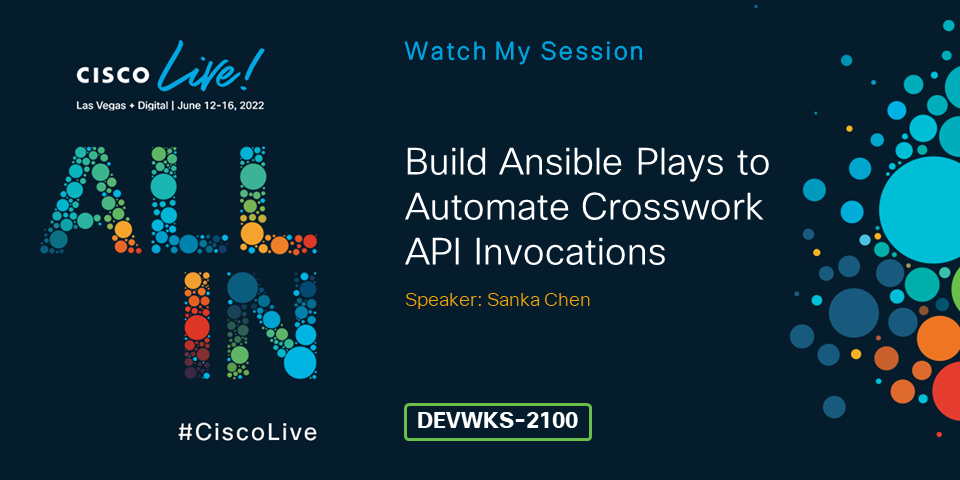 CISCO Live!
Las Vegas + Digital | June 12-16, 2022
ALL
IN
#CiscoLive
Watch My Session
Build Ansible Plays to
Automate Crosswork
API Invocations
Speaker: Sanka Chen
DEVWKS-2100